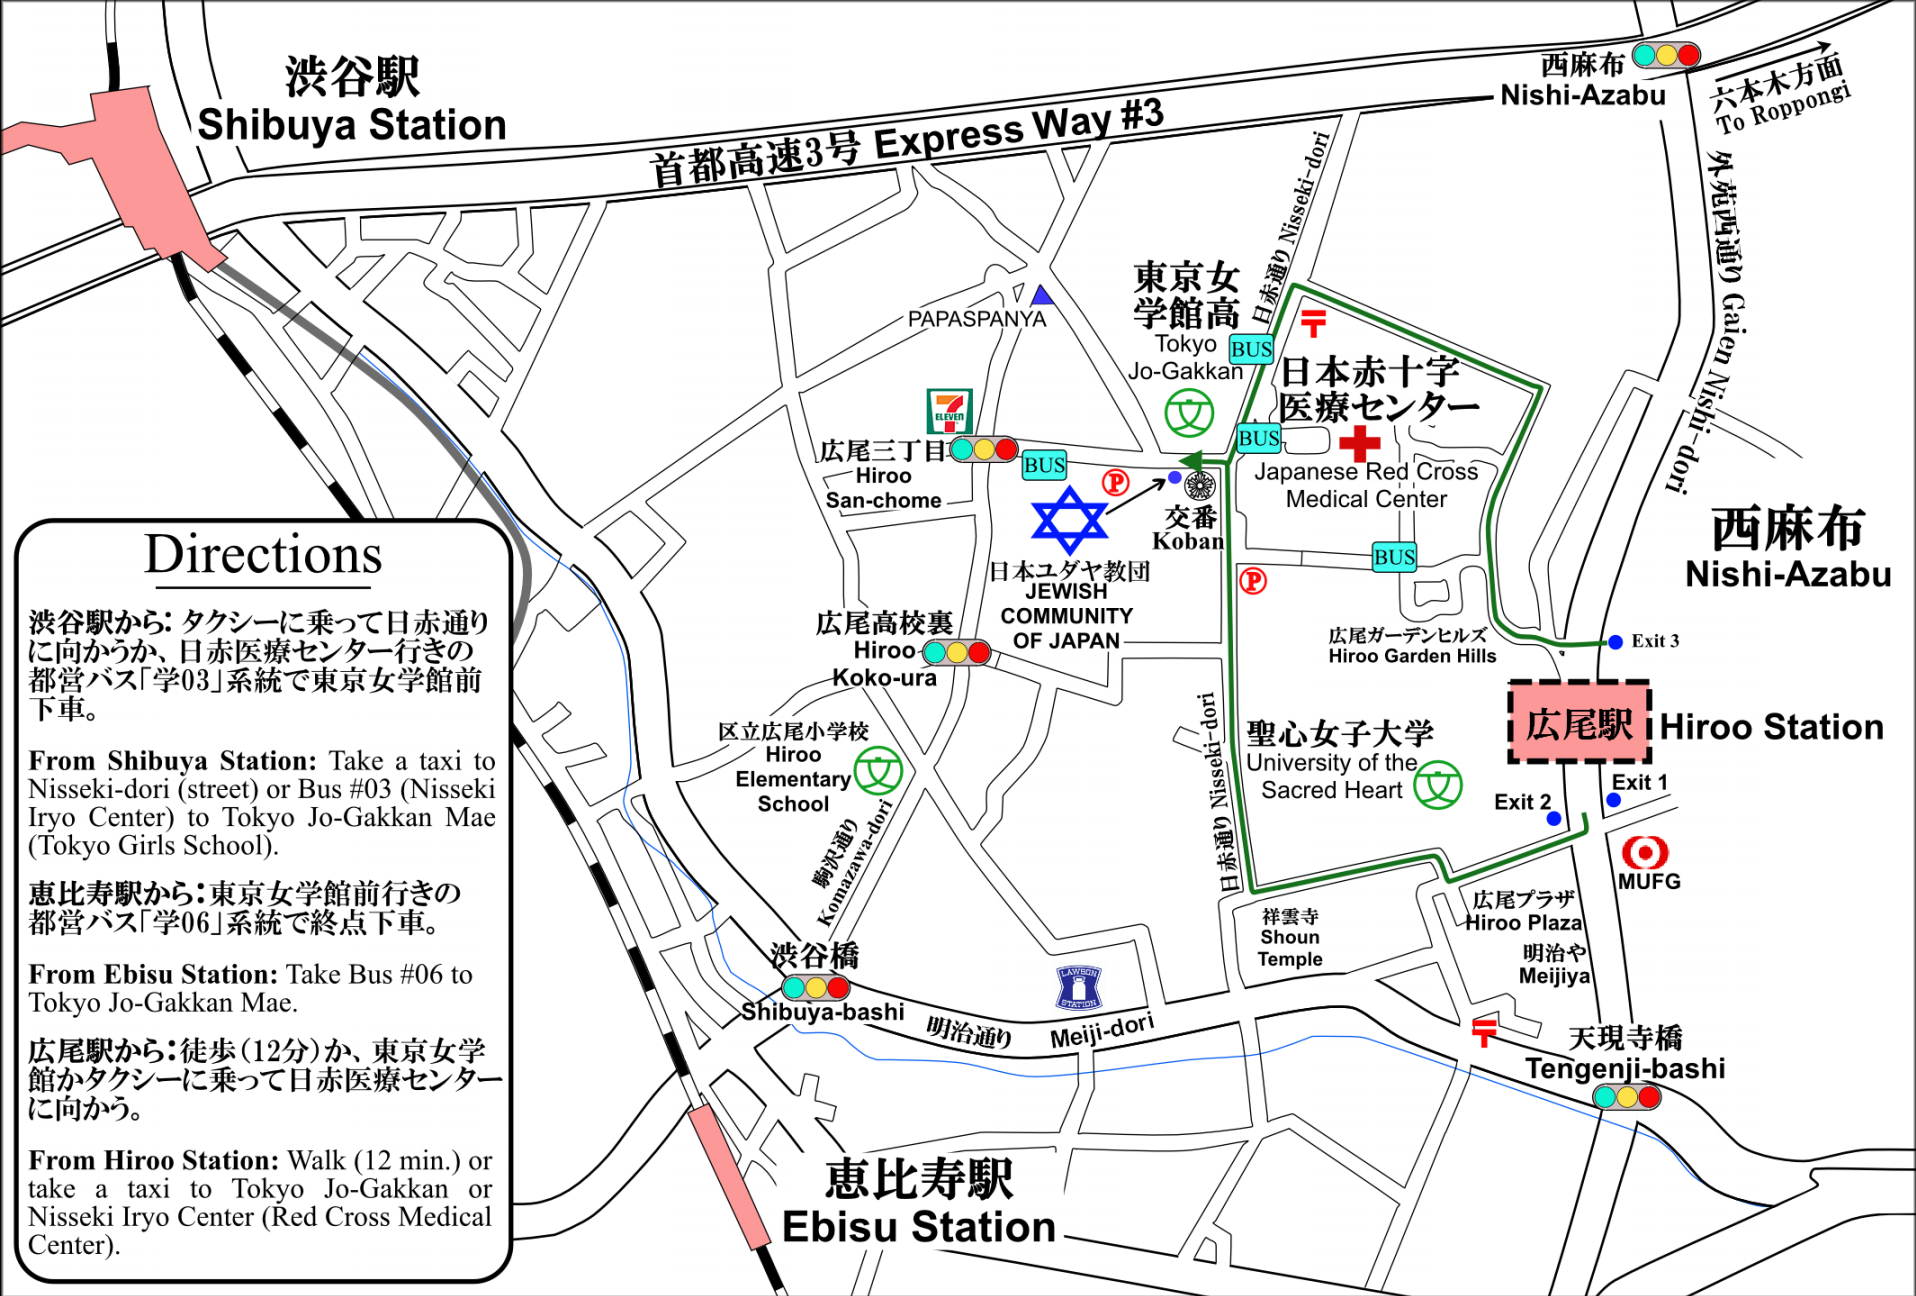 渋谷駅
Shibuya Station
首都高速3号 Express Way #3
西麻布
Nishi-Azabu
六本木方面
To Roppongi
外苑西通り Gaien Nishi-dori
日赤通り Nisseki-dori
東京女
学館高
Tokyo
Jo-Gakkan
PAPASPANYA
BUS
日本赤十字
医療センター
BUS
Japanese Red Cross
Medical Center
7
ELEVEN
広尾三丁目
Hiroo
San-chome
BUS
P
交番
Koban
日本ユダヤ教団
JEWISH
COMMUNITY
OF JAPAN
西麻布
Nishi-Azabu
BUS
P
広尾ガーデンヒルズ
Hiroo Garden Hills
Exit 3
広尾高校裏
Hiroo
Koko-ura
広尾駅
Hiroo Station
区立広尾小学校
Hiroo
Elementary
School
日赤通り Nisseki-dori
聖心女子大学
University of the
Sacred Heart
Exit 1
Exit 2
MUFG
駒沢通り
Komazawa-dori
広尾プラザ
Hiroo Plaza
祥雲寺
Shoun
Temple
明治や
Meijiya
渋谷橋
Shibuya-bashi
LAWSON
STATION
明治通り Meiji-dori
天現寺橋
Tengenji-bashi
恵比寿駅
Ebisu Station
Directions
渋谷駅から：タクシーに乗って日赤通り
に向かうか、日赤医療センター行きの
都営バス「学03」系統で東京女学館前
下車。
From Shibuya Station: Take a taxi to
Nisseki-dori (street) or Bus #03 (Nisseki
Iryo Center) to Tokyo Jo-Gakkan Mae
(Tokyo Girls School).
恵比寿駅から：東京女学館前行きの
都営バス「学06」系統で終点下車。
From Ebisu Station: Take Bus #06 to
Tokyo Jo-Gakkan Mae.
広尾駅から：徒歩（12分）か、東京女学
館かタクシーに乗って日赤医療センター
に向かう。
From Hiroo Station: Walk (12 min.) or
take a taxi to Tokyo Jo-Gakkan or
Nisseki Iryo Center (Red Cross Medical
Center).